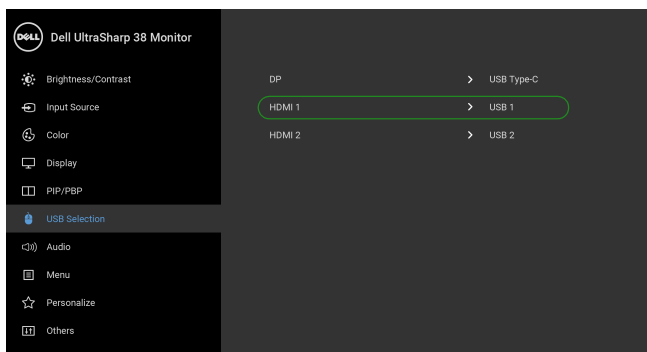 DELL Dell UltraSharp 38 Monitor
Brightness/Contrast
DP > USB Type-C
Input Source
HDMI 1 > USB 1
Color
HDMI 2 > USB 2
Display
PIP/PBP
USB Selection
Audio
Menu
Personalize
Others